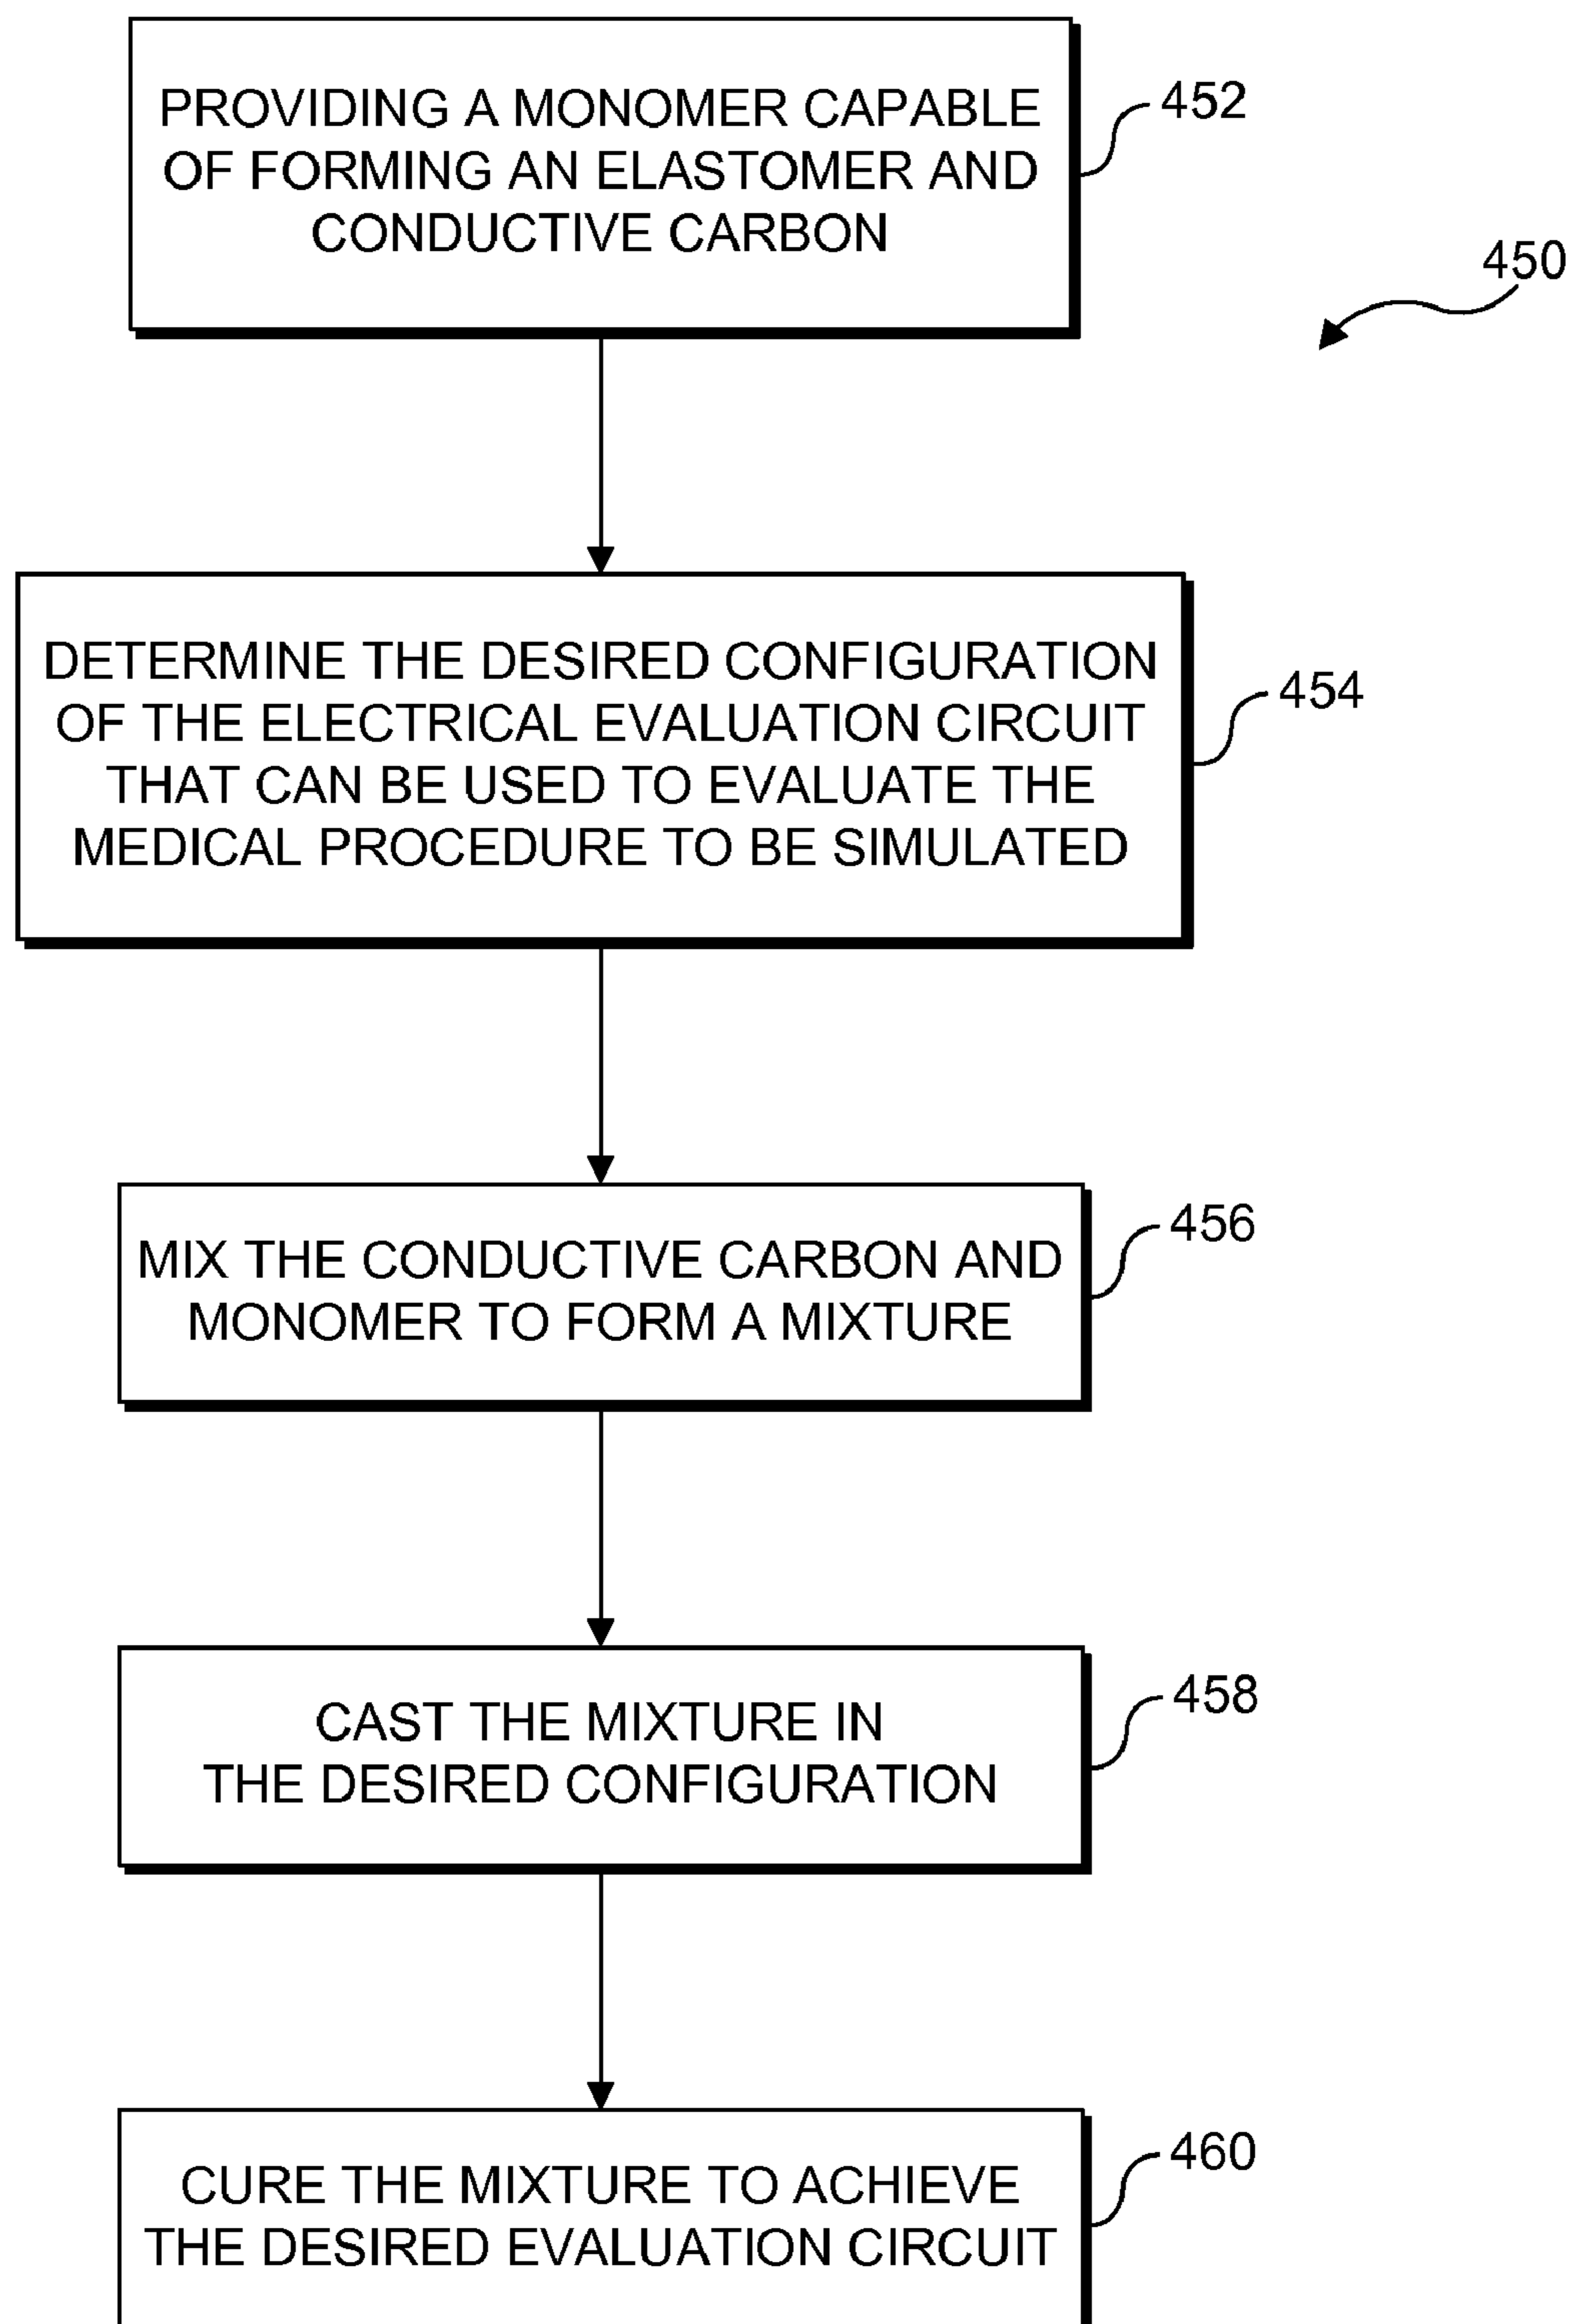 PROVIDING A MONOMER CAPABLE
OF FORMING AN ELASTOMER AND
CONDUCTIVE CARBON
452
450
DETERMINE THE DESIRED CONFIGURATION
OF THE ELECTRICAL EVALUATION CIRCUIT
THAT CAN BE USED TO EVALUATE THE
MEDICAL PROCEDURE TO BE SIMULATED
454
MIX THE CONDUCTIVE CARBON AND
MONOMER TO FORM A MIXTURE
456
CAST THE MIXTURE IN
THE DESIRED CONFIGURATION
458
CURE THE MIXTURE TO ACHIEVE
THE DESIRED EVALUATION CIRCUIT
460